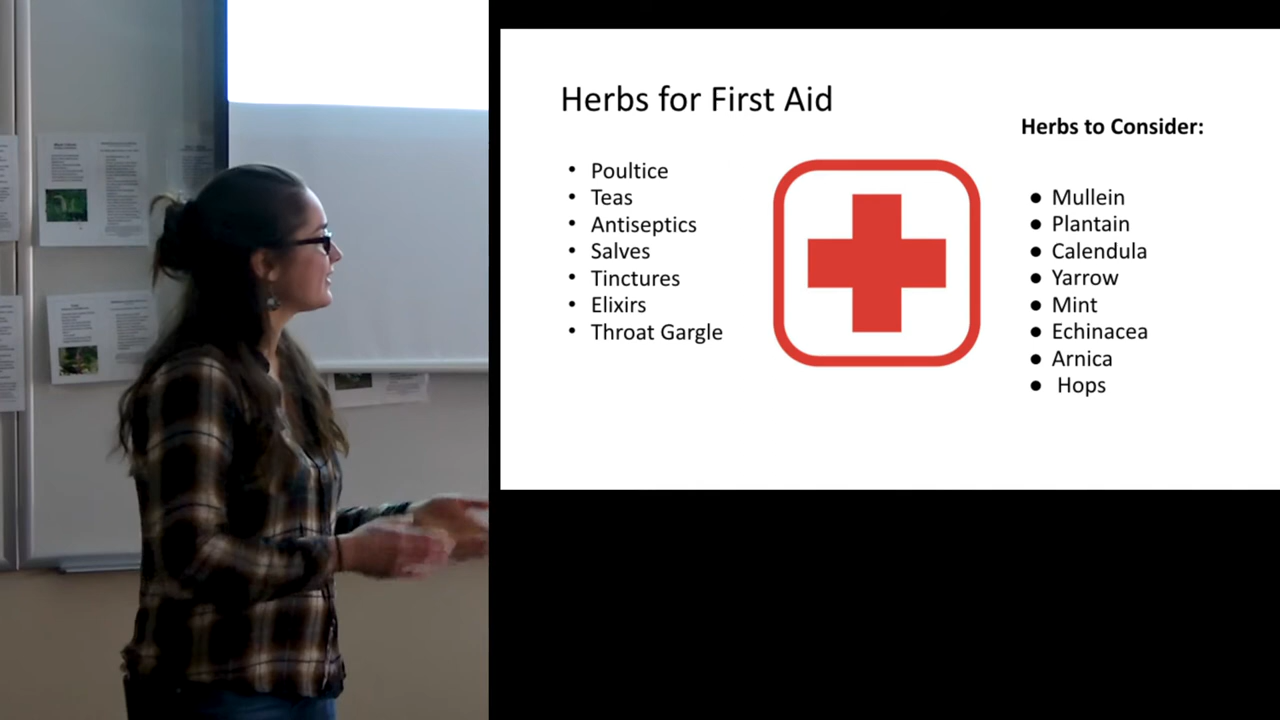 Herbs for First Aid
• Poultice
• Teas
• Antiseptics
• Salves
• Tinctures
• Elixirs
• Throat Gargle
Herbs to Consider:
● Mullein
● Plantain
● Calendula
● Yarrow
● Mint
● Echinacea
● Arnica
● Hops